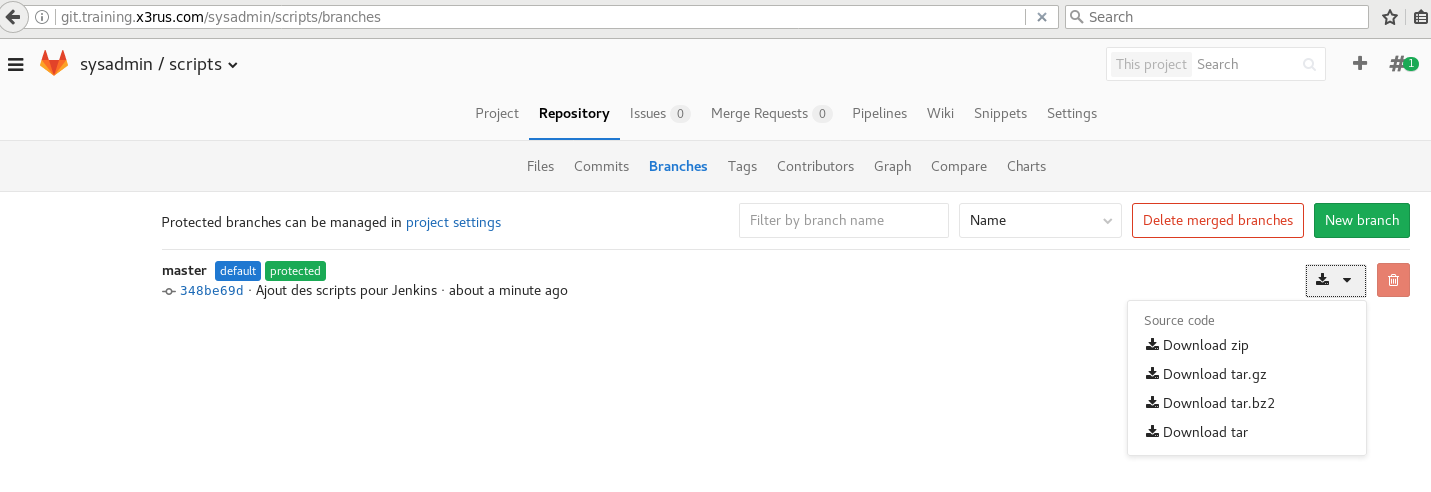 git.training.x3rus.com/sysadmin/scripts/branches
Search
sysadmin / scripts
This project
Search
1
Project
Repository
Issues 0
Merge Requests 0
Pipelines
Wiki
Snippets
Settings
Files
Commits
Branches
Tags
Contributors
Graph
Compare
Charts
Protected branches can be managed in project settings
Filter by branch name
Name
Delete merged branches
New branch
master default protected
348be69d · Ajout des scripts pour Jenkins · about a minute ago
Source code
Download zip
Download tar.gz
Download tar.bz2
Download tar